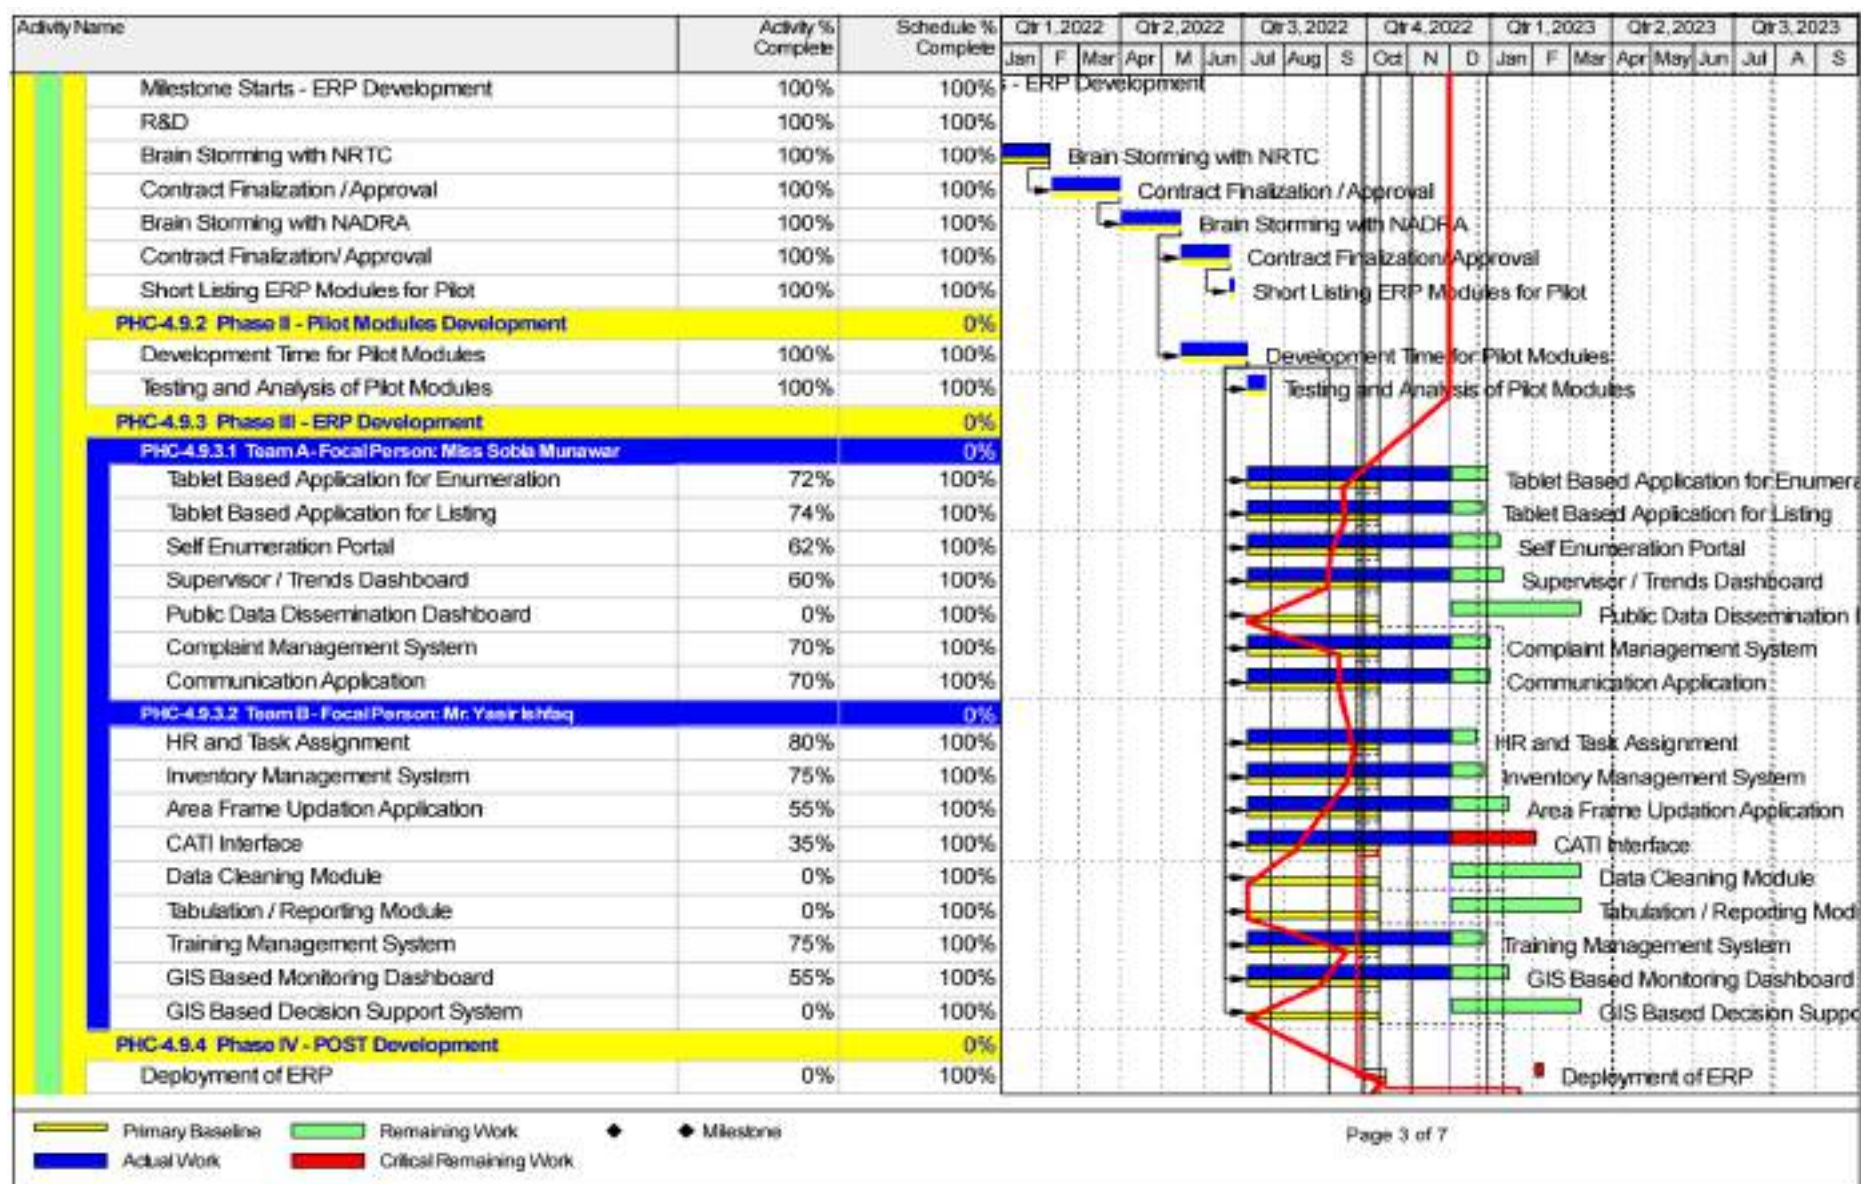 Activity Name Activity % Complete Schedule % Complete Qtr 1, 2022 Qtr 2, 2022 Qtr 3, 2022 Qtr 4, 2022 Qtr 1, 2023 Qtr 2, 2023 Qtr 3, 2023
Jan F Mar Apr M Jun Jul Aug S Oct N D Jan F Mar Apr May Jun Jul A S
Milestone Starts - ERP Development 100% 100% - ERP Development
R&D 100% 100%
Brain Storming with NRTC 100% 100% Brain Storming with NRTC
Contract Finalization / Approval 100% 100% Contract Finalization / Approval
Brain Storming with NADRA 100% 100% Brain Storming with NADRA
Contract Finalization/ Approval 100% 100% Contract Finalization/ Approval
Short Listing ERP Modules for Pilot 100% 100% Short Listing ERP Modules for Pilot
PHC-4.9.2 Phase II - Pilot Modules Development 0%
Development Time for Pilot Modules 100% 100% Development Time for Pilot Modules
Testing and Analysis of Pilot Modules 100% 100% Testing and Analysis of Pilot Modules
PHC-4.9.3 Phase III - ERP Development 0%
PHC-4.9.3.1 Team A - Focal Person: Miss Sobia Munawar 0%
Tablet Based Application for Enumeration 72% 100% Tablet Based Application for Enumera
Tablet Based Application for Listing 74% 100% Tablet Based Application for Listing
Self Enumeration Portal 62% 100% Self Enumeration Portal
Supervisor / Trends Dashboard 60% 100% Supervisor / Trends Dashboard
Public Data Dissemination Dashboard 0% 100% Public Data Dissemination
Complaint Management System 70% 100% Complaint Management System
Communication Application 70% 100% Communication Application
PHC-4.9.3.2 Team B - Focal Person: Mr. Yasir Ishfaq 0%
HR and Task Assignment 80% 100% HR and Task Assignment
Inventory Management System 75% 100% Inventory Management System
Area Frame Updation Application 55% 100% Area Frame Updation Application
CATI Interface 35% 100% CATI Interface
Data Cleaning Module 0% 100% Data Cleaning Module
Tabulation / Reporting Module 0% 100% Tabulation / Reporting Mod
Training Management System 75% 100% Training Management System
GIS Based Monitoring Dashboard 55% 100% GIS Based Monitoring Dashboard
GIS Based Decision Support System 0% 100% GIS Based Decision Suppo
PHC-4.9.4 Phase IV - POST Development 0%
Deployment of ERP 0% 100% Deployment of ERP
Primary Baseline Remaining Work Milestone Page 3 of 7
Actual Work Critical Remaining Work